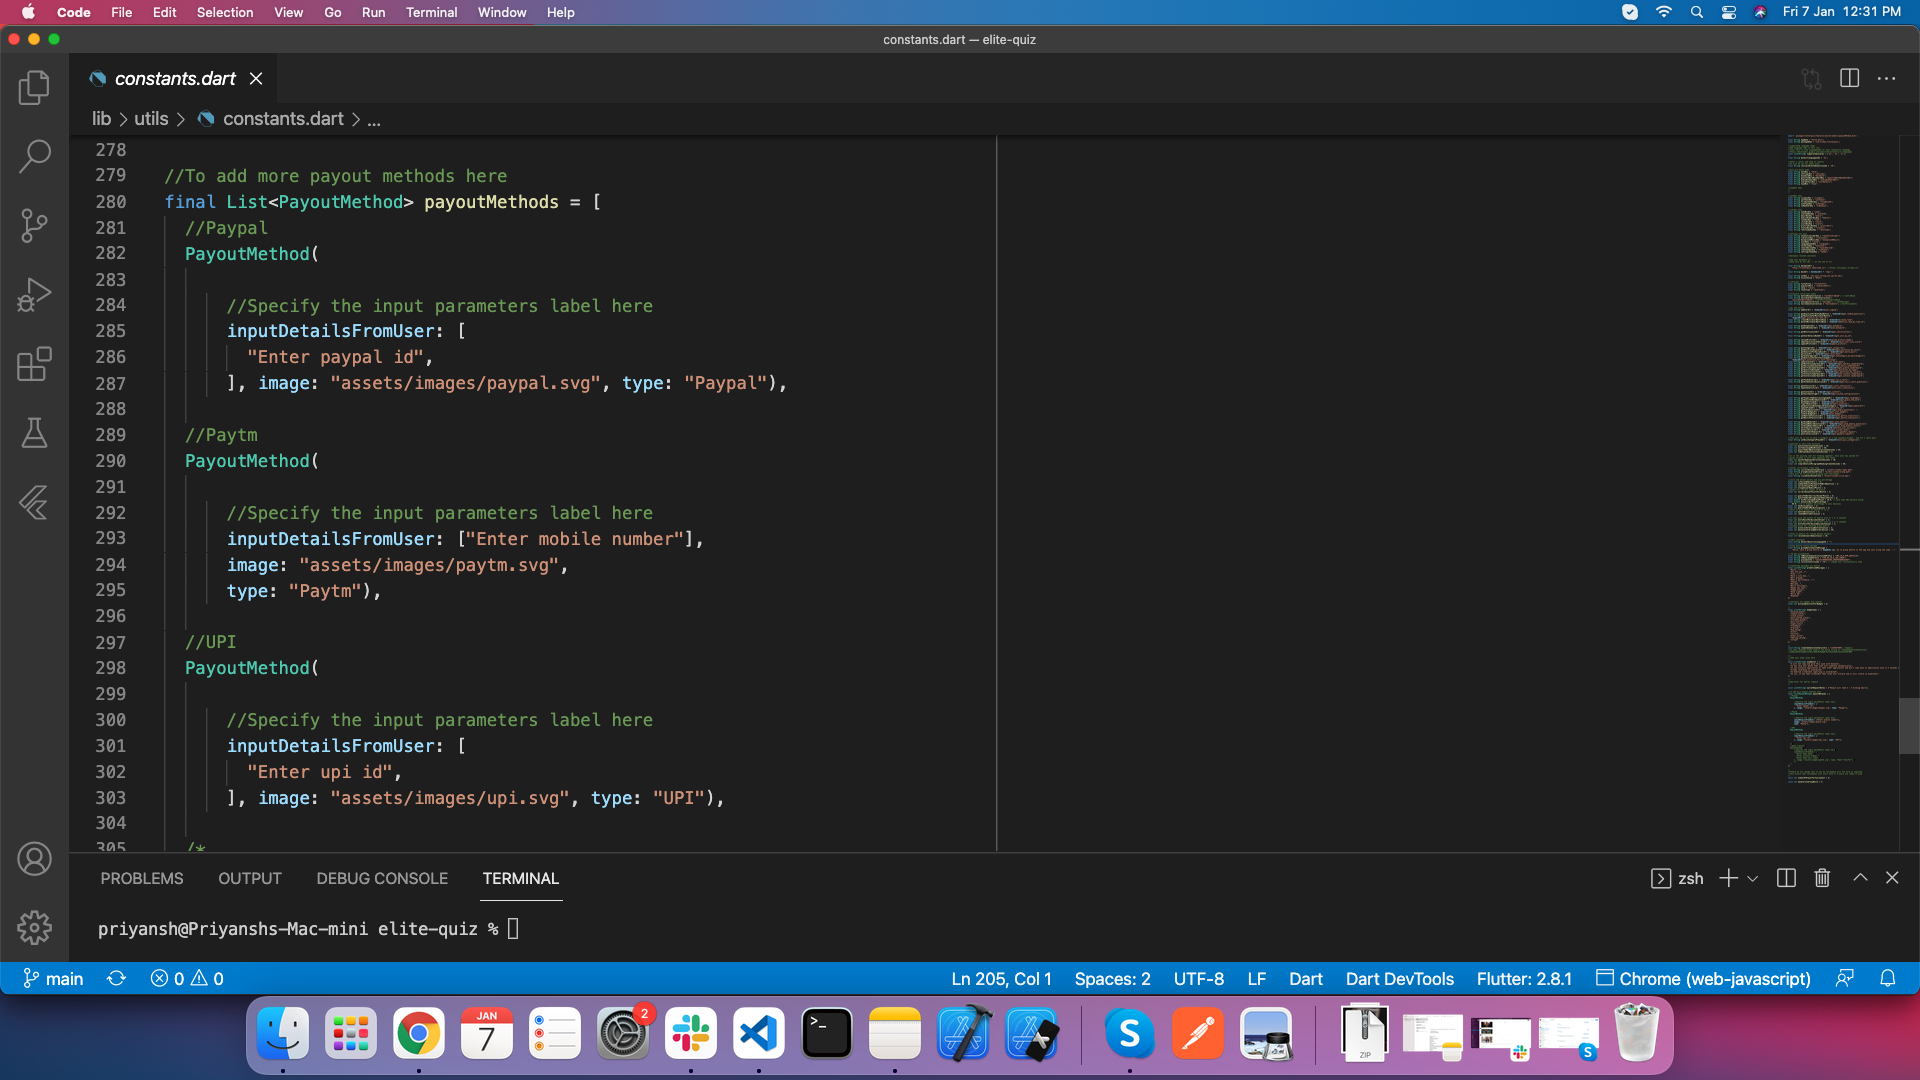 Code File Edit Selection View Go Run Terminal Window Help Fri 7 Jan 12:31 PM
constants.dart — elite-quiz
constants.dart
lib > utils > constants.dart > ...
278
279 //To add more payout methods here
280 final List<PayoutMethod> payoutMethods = [
281 //Paypal
282 PayoutMethod(
283
284 //Specify the input parameters label here
285 inputDetailsFromUser: [
286 "Enter paypal id",
287 ], image: "assets/images/paypal.svg", type: "Paypal"),
288
289 //Paytm
290 PayoutMethod(
291
292 //Specify the input parameters label here
293 inputDetailsFromUser: ["Enter mobile number"],
294 image: "assets/images/paytm.svg",
295 type: "Paytm"),
296
297 //UPI
298 PayoutMethod(
299
300 //Specify the input parameters label here
301 inputDetailsFromUser: [
302 "Enter upi id",
303 ], image: "assets/images/upi.svg", type: "UPI"),
304
305 /*
PROBLEMS OUTPUT DEBUG CONSOLE TERMINAL zsh
priyansh@Priyanshs-Mac-mini elite-quiz %
main 0 0 Ln 205, Col 1 Spaces: 2 UTF-8 LF Dart Dart DevTools Flutter: 2.8.1 Chrome (web-javascript)
JAN
7
2
ZIP